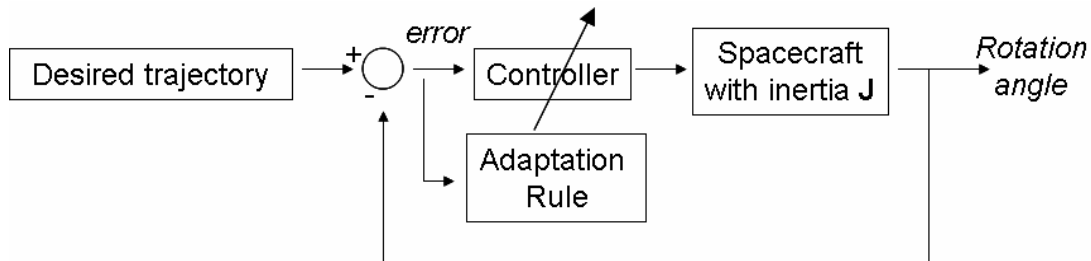 Desired trajectory
+
-
error
Controller
Adaptation
Rule
Spacecraft
with inertia J
Rotation
angle